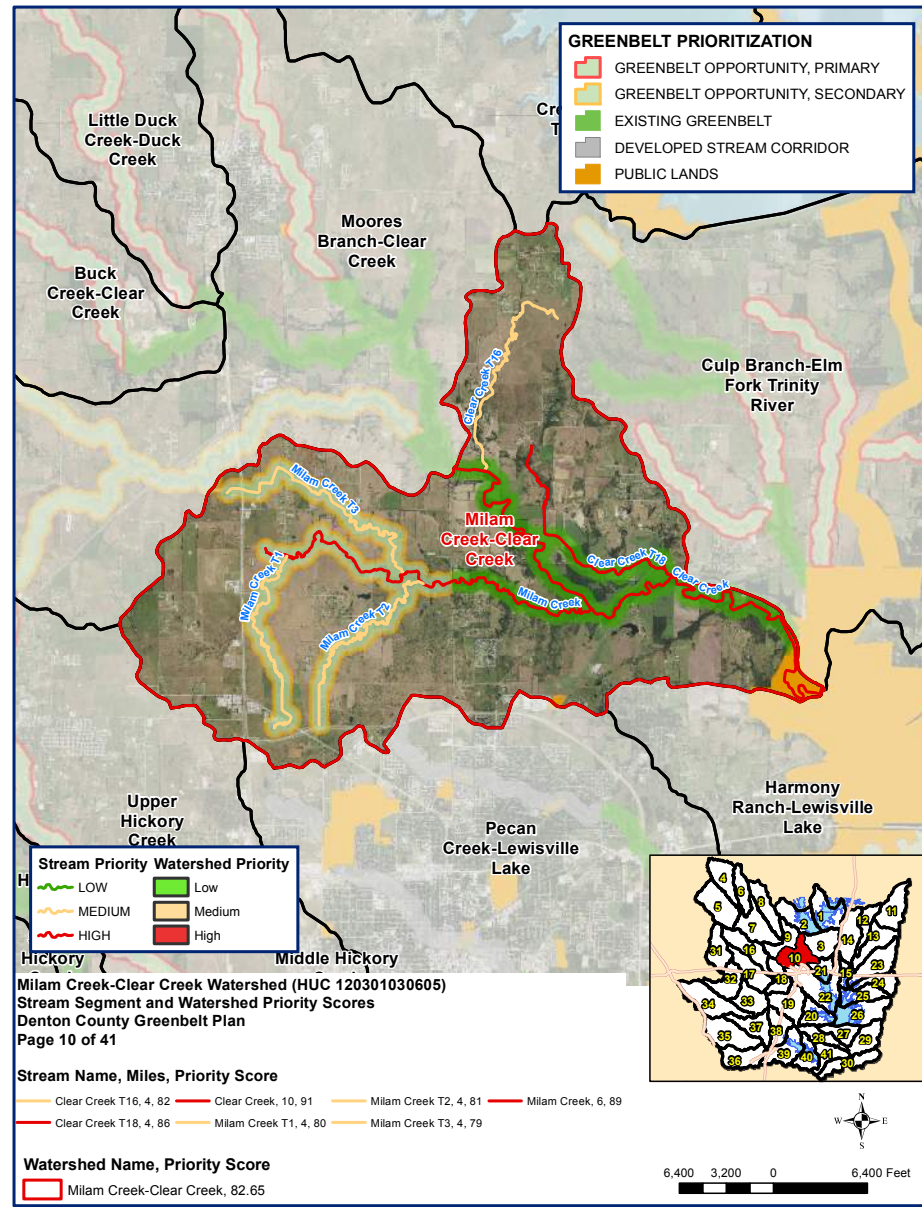 GREENBELT PRIORITIZATION
GREENBELT OPPORTUNITY, PRIMARY
GREENBELT OPPORTUNITY, SECONDARY
EXISTING GREENBELT
DEVELOPED STREAM CORRIDOR
PUBLIC LANDS
Little Duck
Creek-Duck
Creek
Moores
Branch-Clear
Creek
Buck
Creek-Clear
Creek
Culp Branch-Elm
Fork Trinity
River
Clear Creek T16
Milam Creek T3
Milam
Creek-Clear
Creek
Milam Creek T1
Clear Creek T18
Clear Creek
Milam Creek
Milam Creek T2
Upper
Hickory
Creek
Pecan
Creek-Lewisville
Lake
Harmony
Ranch-Lewisville
Lake
Stream Priority Watershed Priority
LOW Low
MEDIUM Medium
HIGH High
Hickory
Middle Hickory
4
6
8
5
7
1
2
12
11
9
3
14
13
31
16
10
23
32
17
18
21
15
24
34
33
19
22
25
20
26
35
37
38
28
27
29
36
39
40
41
30
Milam Creek-Clear Creek Watershed (HUC 120301030605)
Stream Segment and Watershed Priority Scores
Denton County Greenbelt Plan
Page 10 of 41
Stream Name, Miles, Priority Score
Clear Creek T16, 4, 82 Clear Creek, 10, 91 Milam Creek T2, 4, 81 Milam Creek, 6, 89
Clear Creek T18, 4, 86 Milam Creek T1, 4, 80 Milam Creek T3, 4, 79
N
W E
S
Watershed Name, Priority Score
Milam Creek-Clear Creek, 82.65
6,400 3,200 0 6,400 Feet